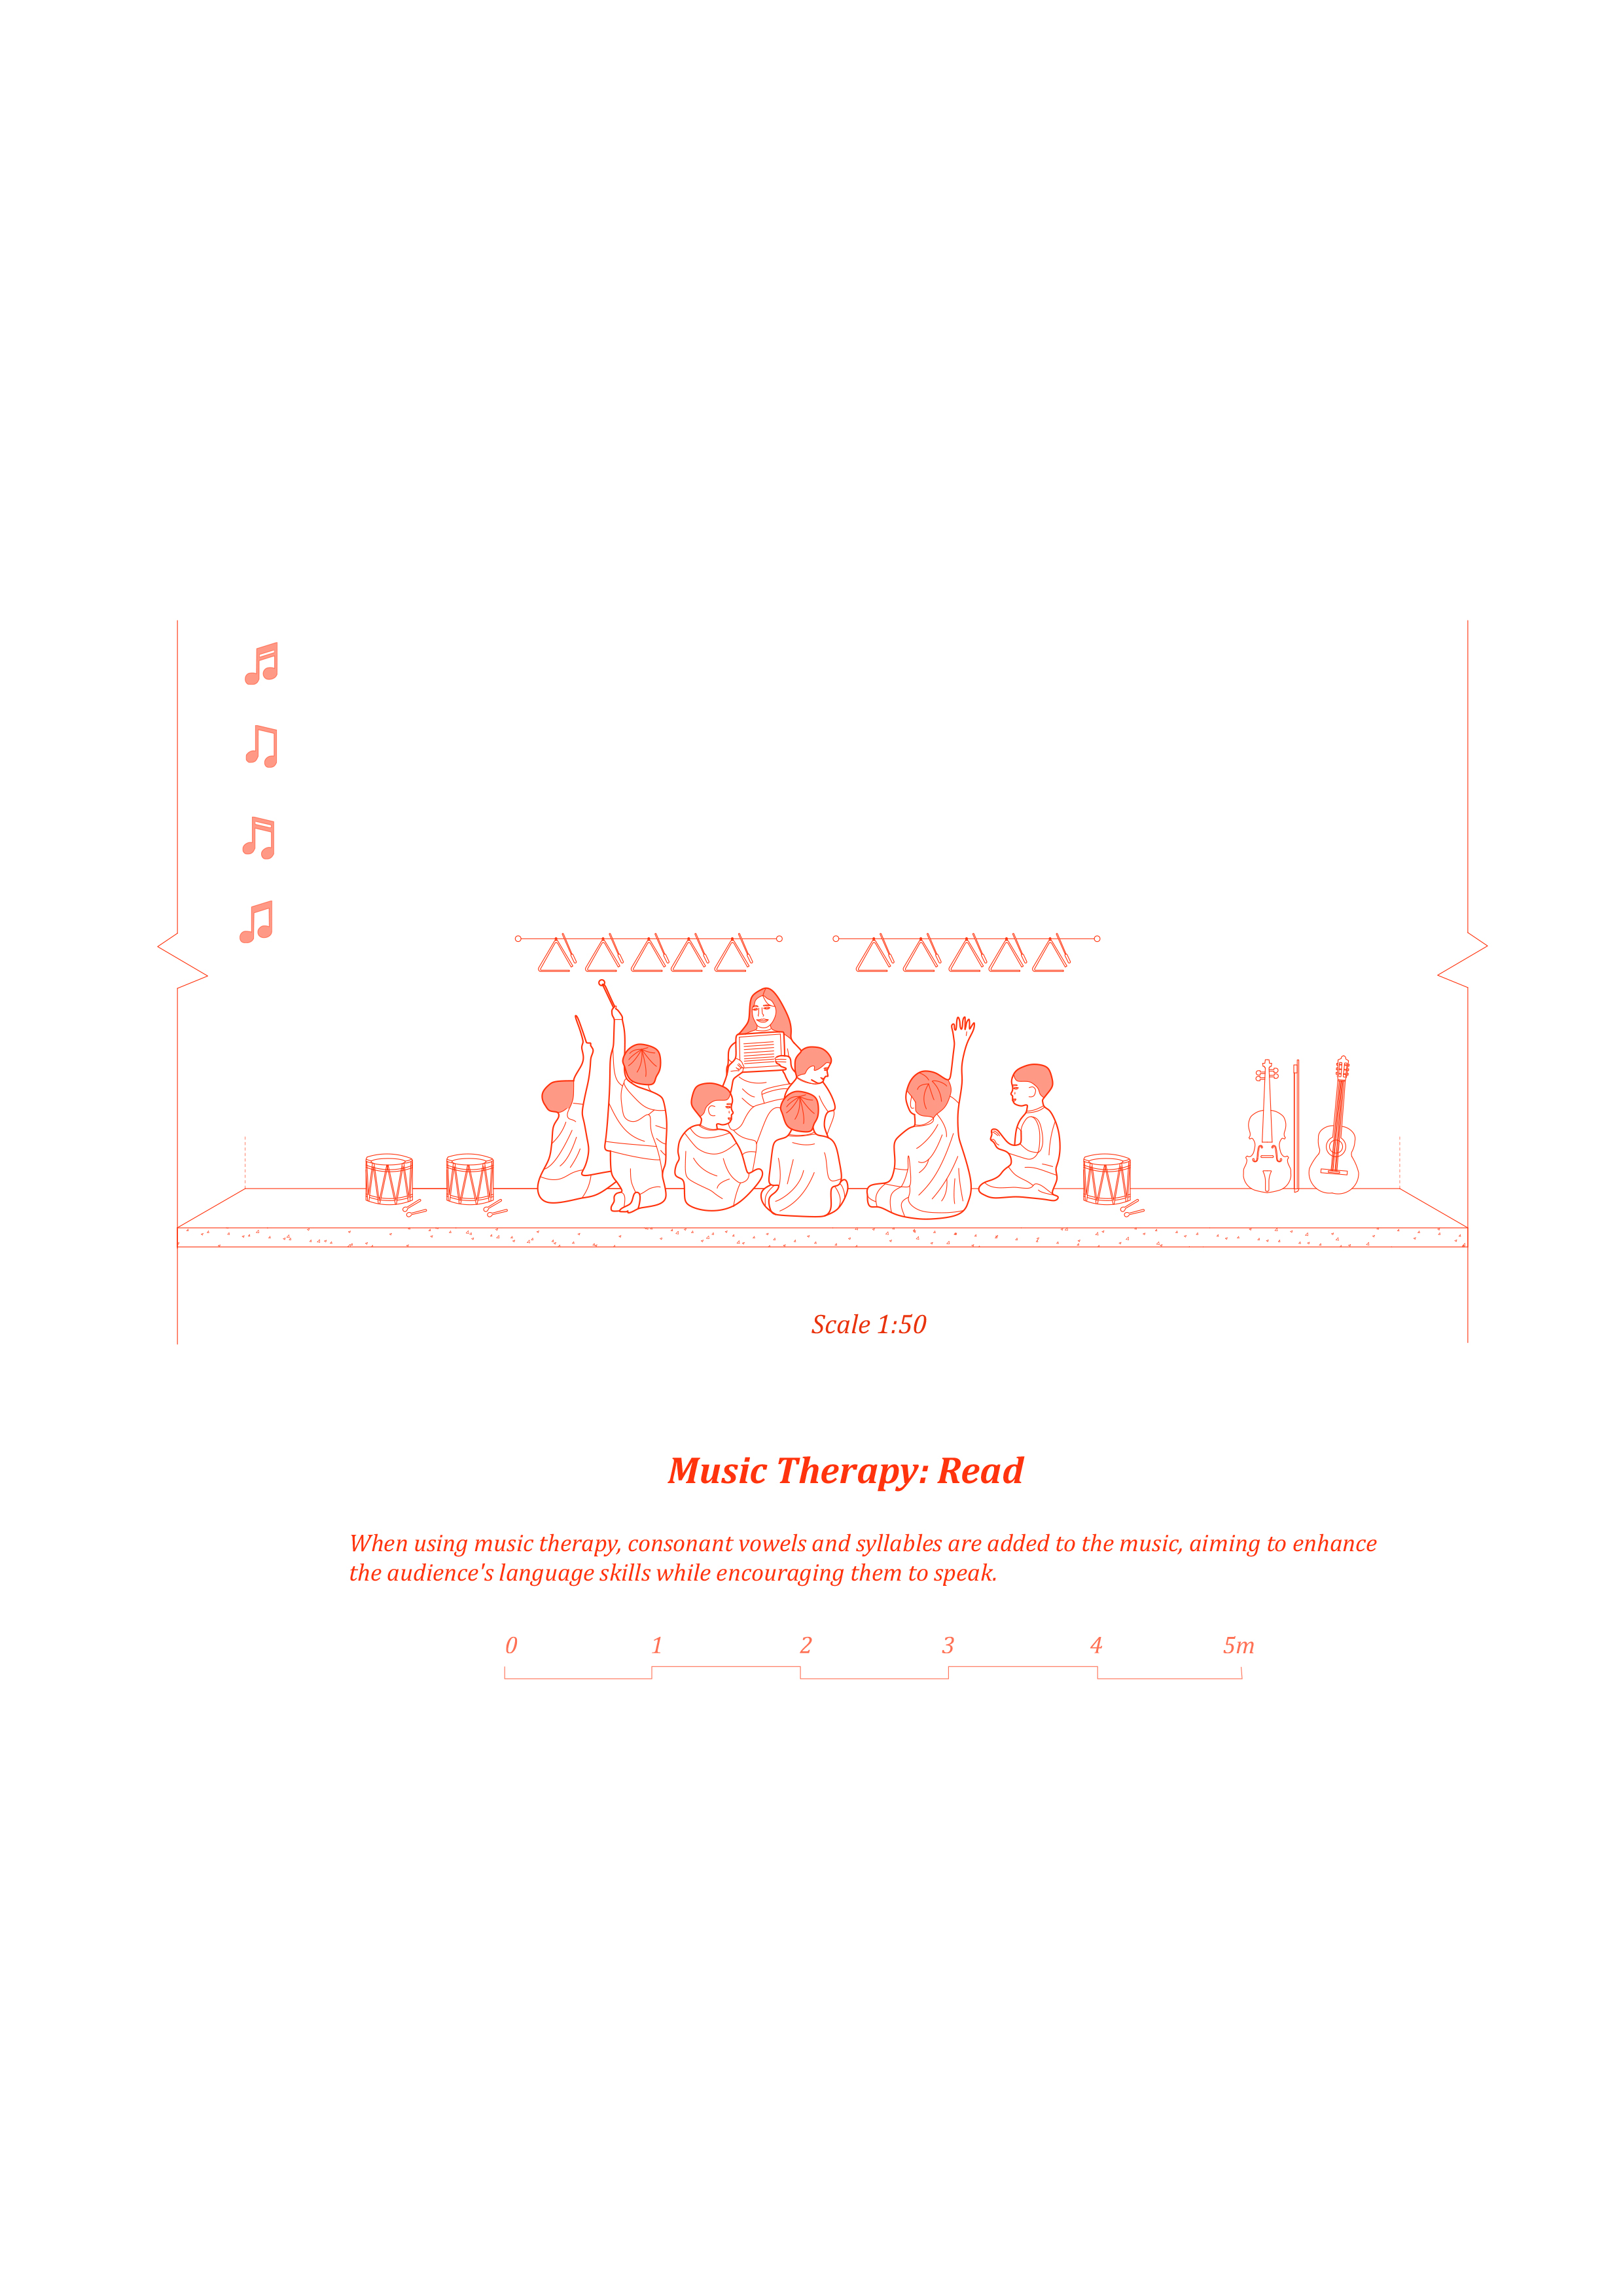 Scale 1:50
Music Therapy: Read
When using music therapy, consonant vowels and syllables are added to the music, aiming to enhance
the audience's language skills while encouraging them to speak.
0 1 2 3 4 5m